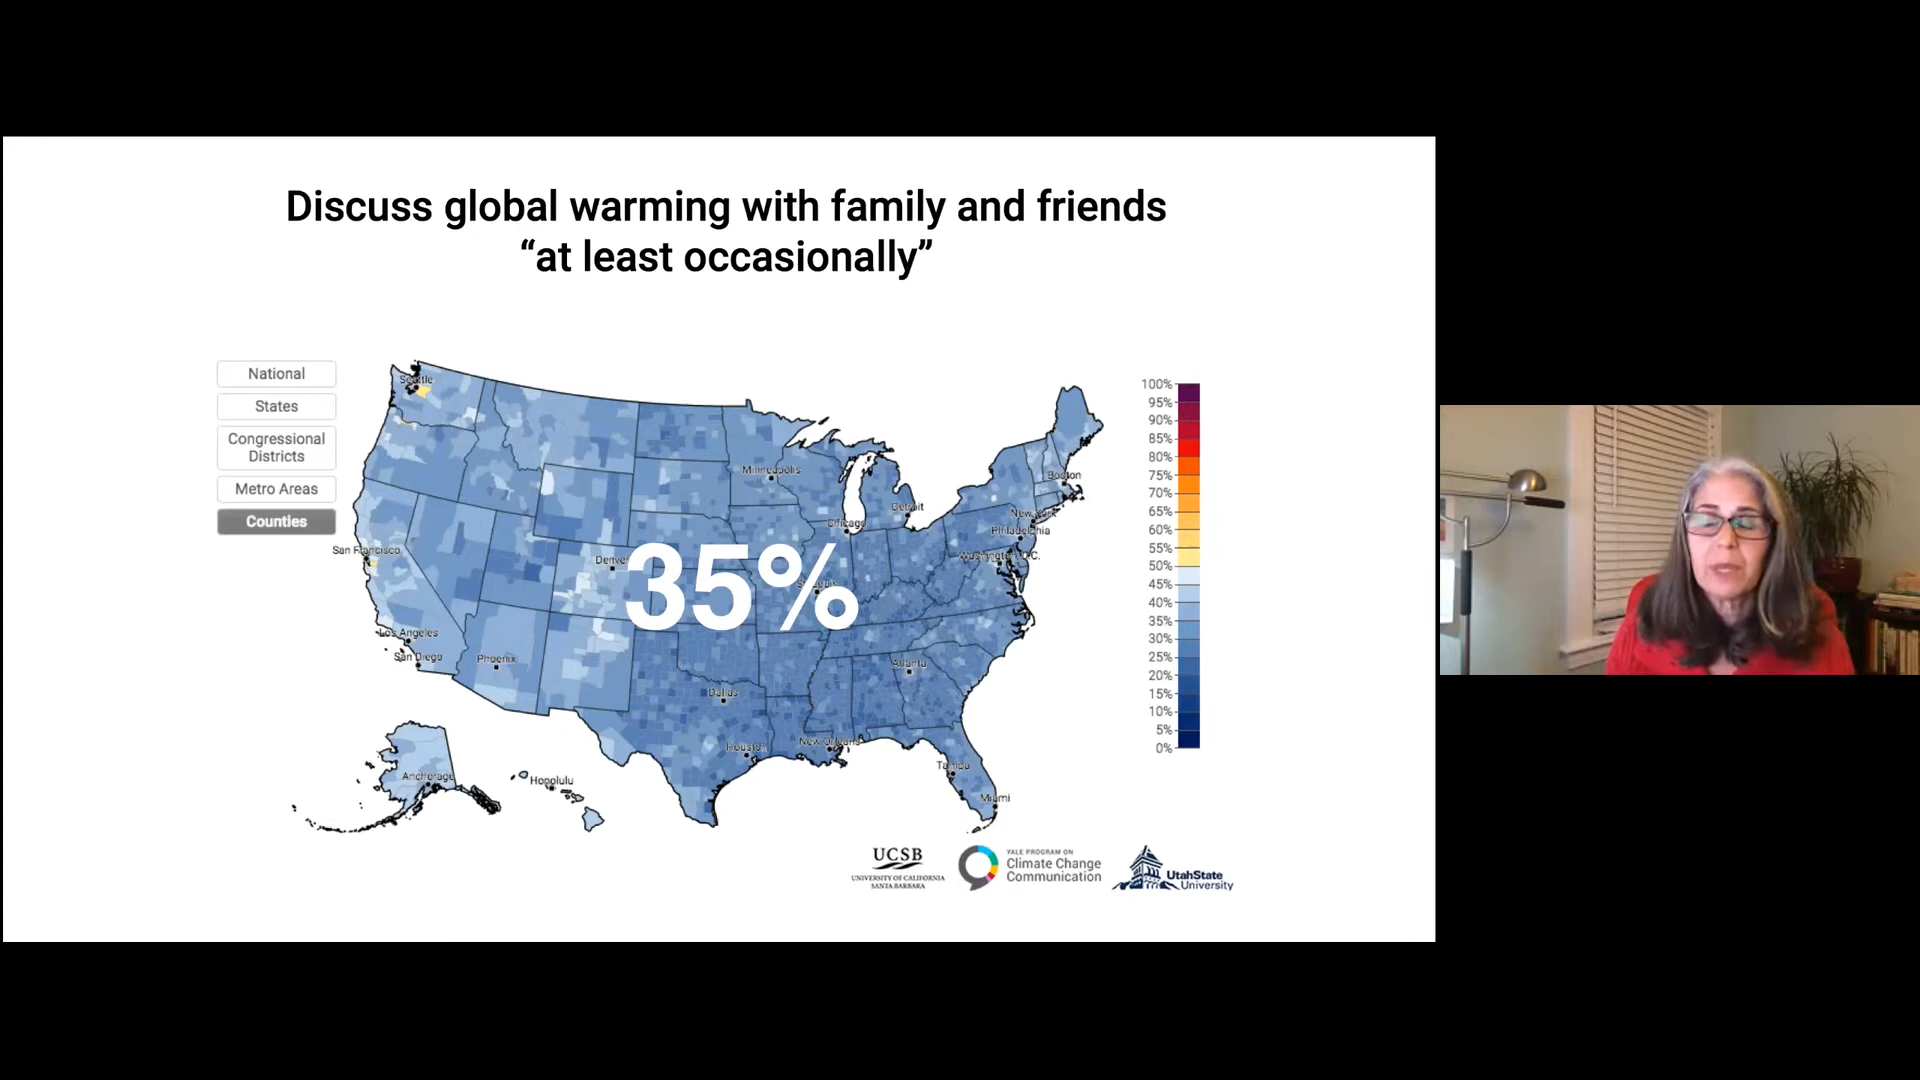 Discuss global warming with family and friends
“at least occasionally”
National
States
Congressional
Districts
Metro Areas
Counties
Seattle
San Francisco
Los Angeles
San Diego
Phoenix
Denver
Minneapolis
Chicago
Detroit
Boston
New York
Philadelphia
Washington, D.C.
35%
St. Louis
Atlanta
Dallas
Houston
New Orleans
Tampa
Miami
Anchorage
Honolulu
100%
95%
90%
85%
80%
75%
70%
65%
60%
55%
50%
45%
40%
35%
30%
25%
20%
15%
10%
5%
0%
UCSB
UNIVERSITY OF CALIFORNIA
SANTA BARBARA
YALE PROGRAM ON
Climate Change
Communication
UtahState
University